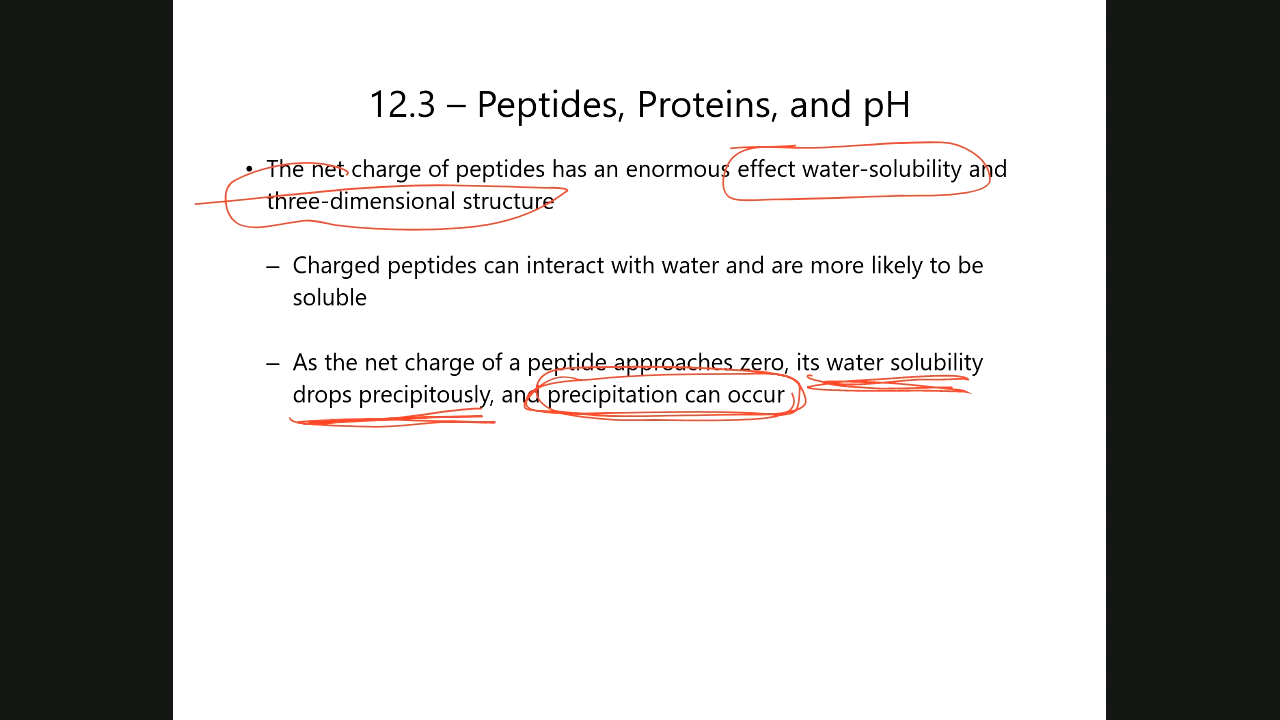 12.3 – Peptides, Proteins, and pH
• The net charge of peptides has an enormous effect water-solubility and
three-dimensional structure
– Charged peptides can interact with water and are more likely to be
soluble
– As the net charge of a peptide approaches zero, its water solubility
drops precipitously, and precipitation can occur